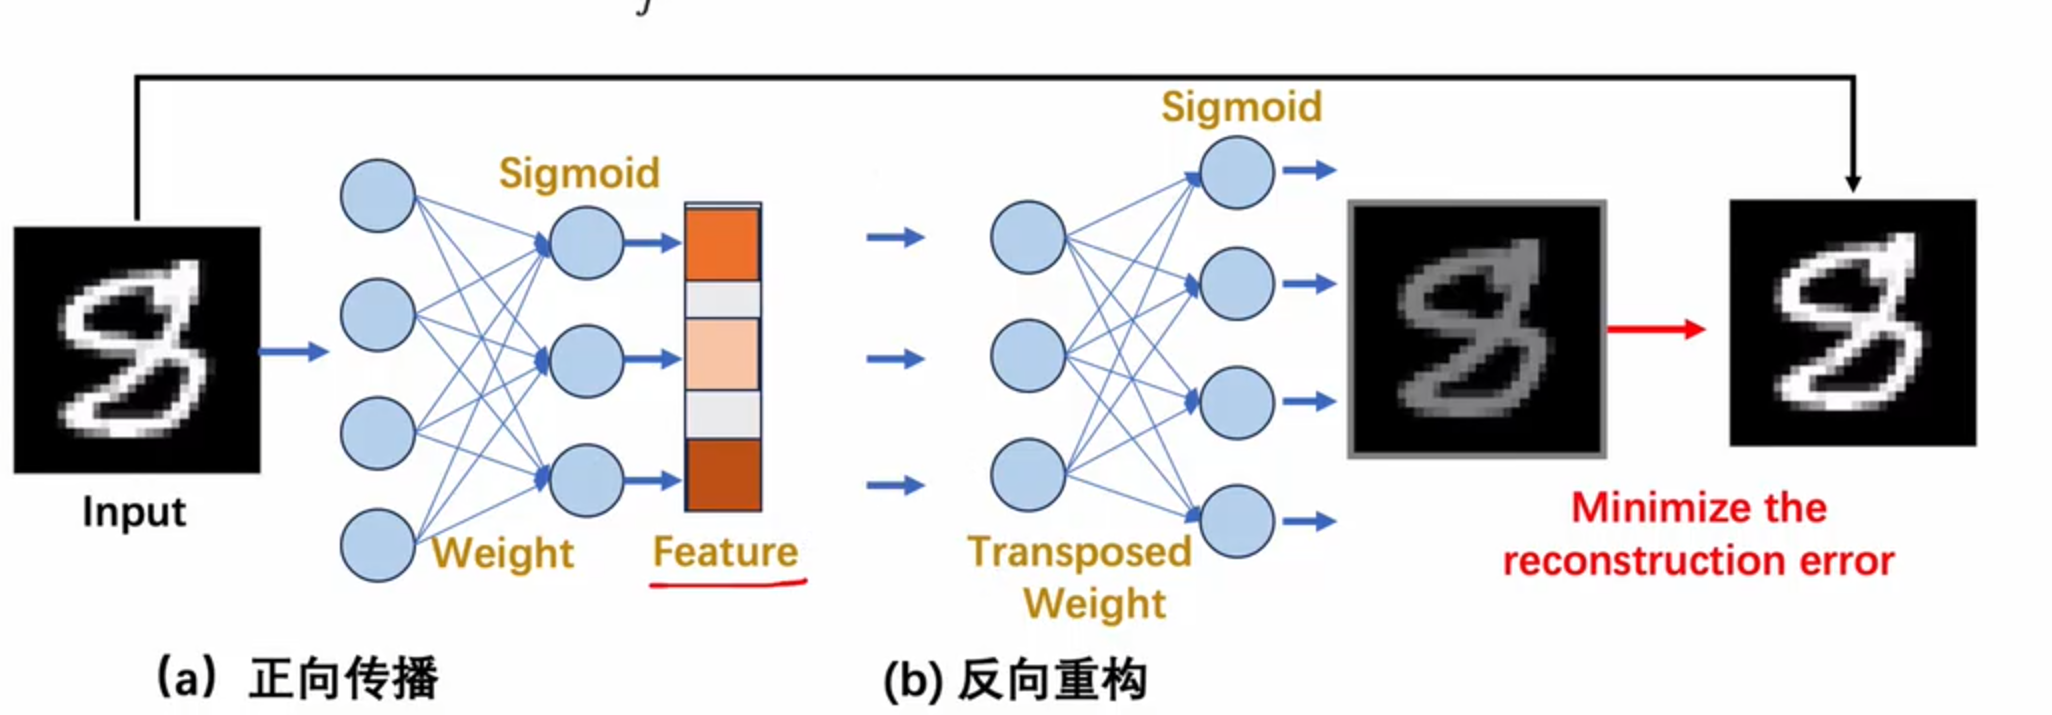 Sigmoid
Sigmoid
Input
Weight
Feature
Transposed
Weight
Minimize the
reconstruction error
(a) 正向传播
(b) 反向重构